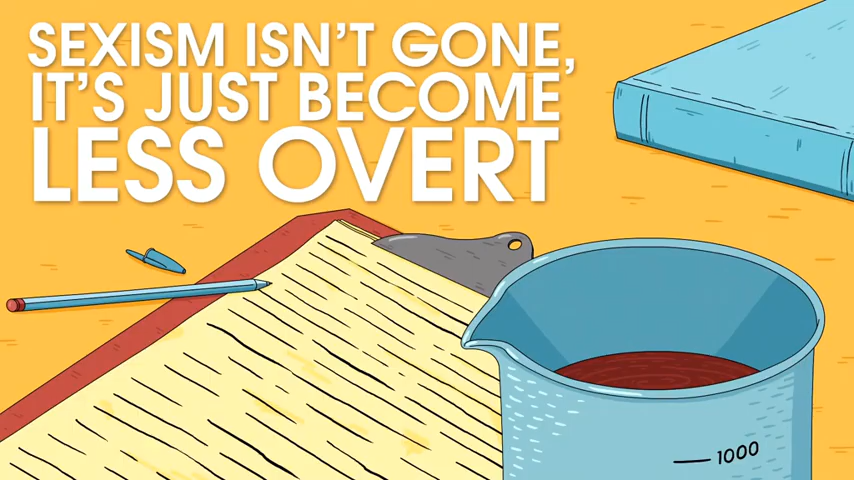 SEXISM ISN'T GONE,
IT'S JUST BECOME
LESS OVERT
1000